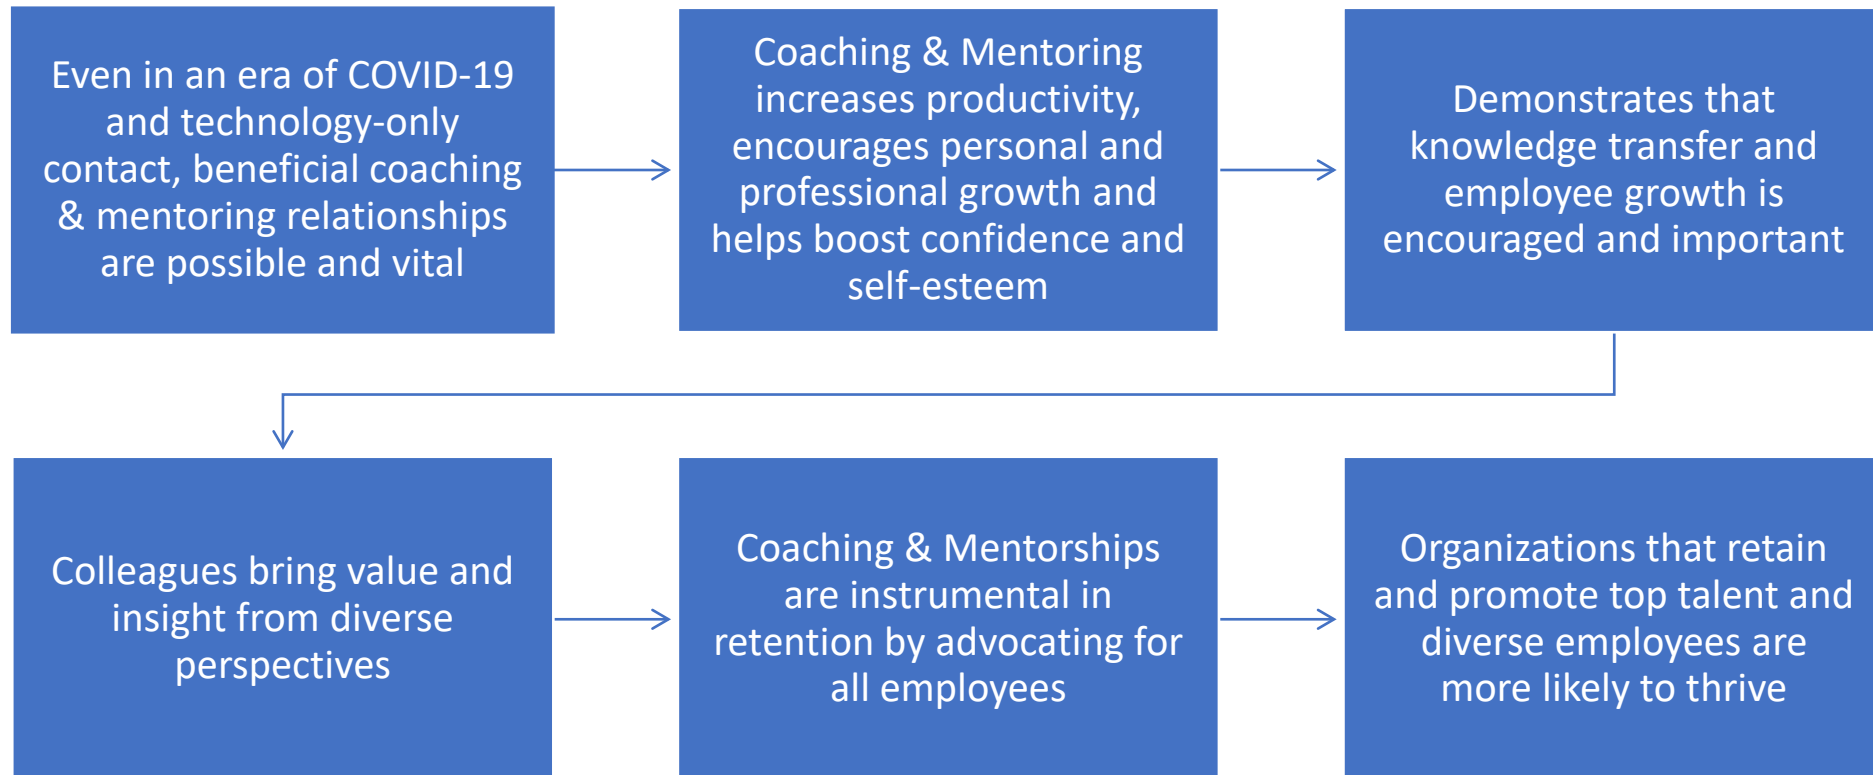 Even in an era of COVID-19
and technology-only
contact, beneficial coaching
& mentoring relationships
are possible and vital
Coaching & Mentoring
increases productivity,
encourages personal and
professional growth and
helps boost confidence and
self-esteem
Demonstrates that
knowledge transfer and
employee growth is
encouraged and important
Colleagues bring value and
insight from diverse
perspectives
Coaching & Mentorships
are instrumental in
retention by advocating for
all employees
Organizations that retain
and promote top talent and
diverse employees are
more likely to thrive